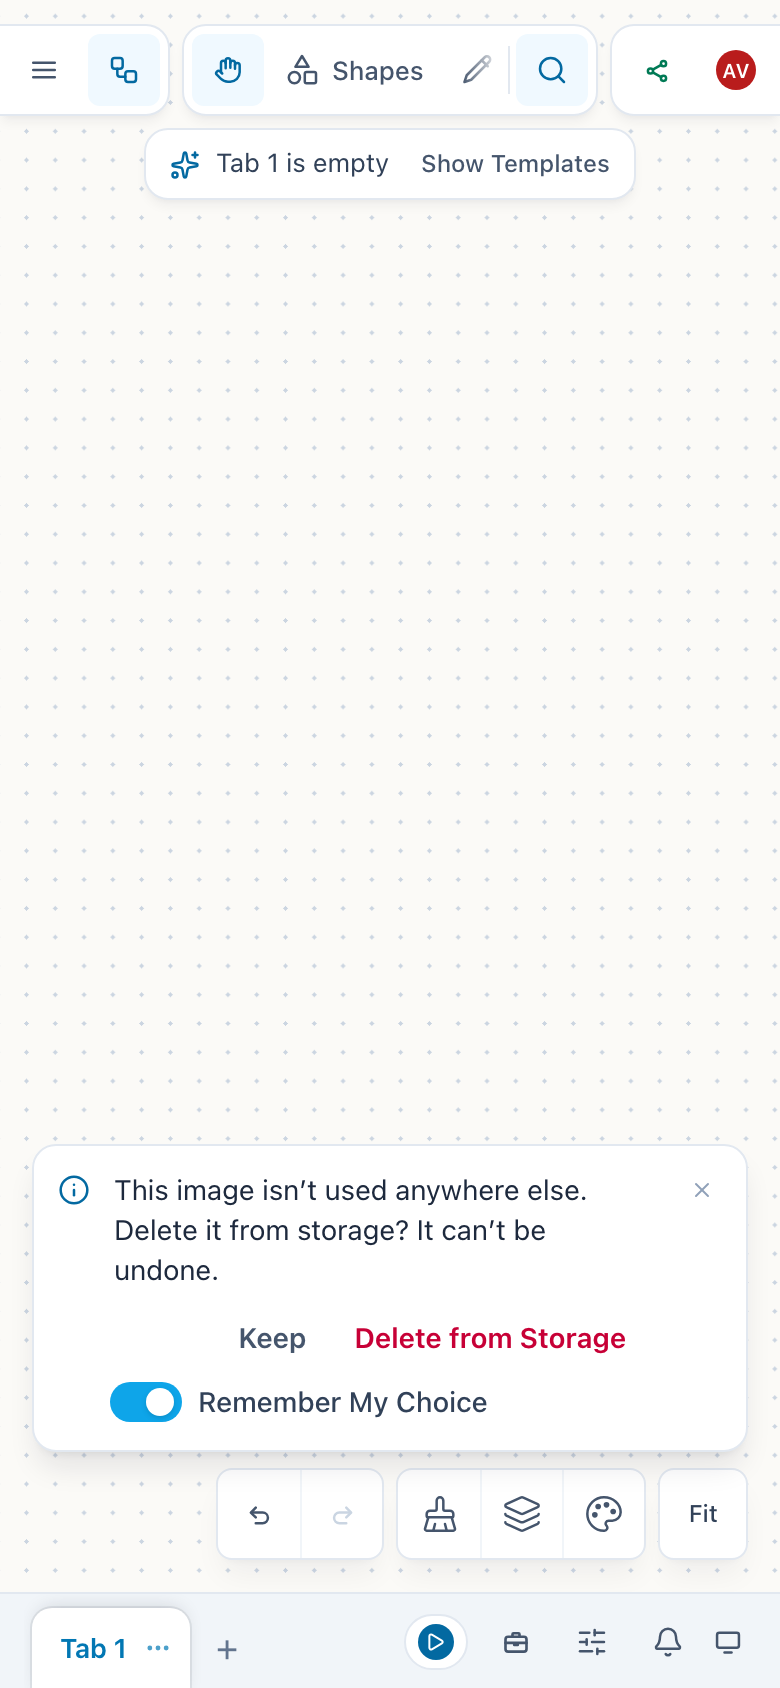 Shapes
AV
Tab 1 is empty Show Templates
This image isn’t used anywhere else.
Delete it from storage? It can’t be
undone.
Keep Delete from Storage
Remember My Choice
Fit
Tab 1